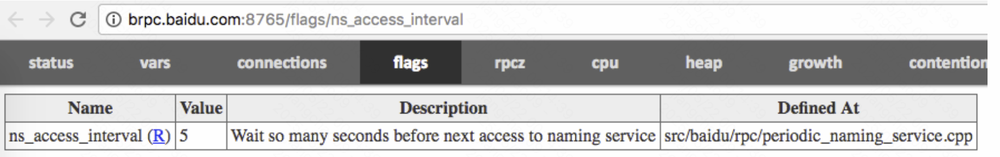 brpc.baidu.com:8765/flags/ns_access_interval
status vars connections flags rpcz cpu heap growth contention
Name Value Description Defined At
ns_access_interval (R) 5 Wait so many seconds before next access to naming service src/baidu/rpc/periodic_naming_service.cpp